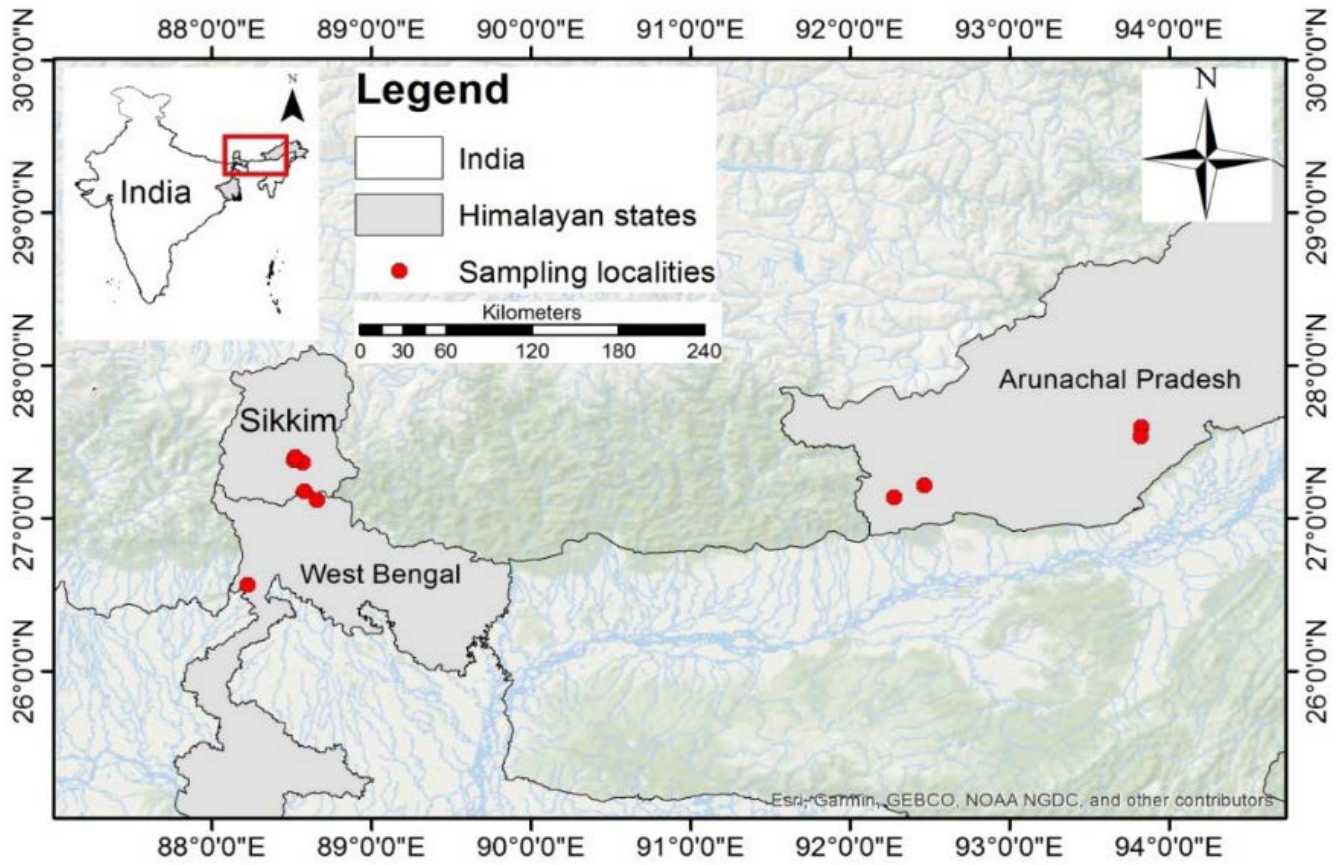 88°0'0"E 89°0'0"E 90°0'0"E 91°0'0"E 92°0'0"E 93°0'0"E 94°0'0"E
30°0'0"N
29°0'0"N
28°0'0"N
27°0'0"N
26°0'0"N
30°0'0"N
29°0'0"N
28°0'0"N
27°0'0"N
26°0'0"N
N
India
Legend
India
Himalayan states
Sampling localities
Kilometers
0 30 60 120 180 240
N
Sikkim
Arunachal Pradesh
West Bengal
Esri, Garmin, GEBCO, NOAA NGDC, and other contributors
88°0'0"E 89°0'0"E 90°0'0"E 91°0'0"E 92°0'0"E 93°0'0"E 94°0'0"E